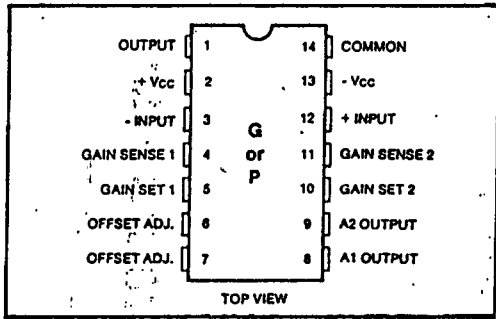 OUTPUT 1 14 COMMON
+ Vcc 2 13 - Vcc
- INPUT 3 12 + INPUT
GAIN SENSE 1 4 11 GAIN SENSE 2
GAIN SET 1 5 10 GAIN SET 2
OFFSET ADJ. 6 9 A2 OUTPUT
OFFSET ADJ. 7 8 A1 OUTPUT
G
or
P
TOP VIEW